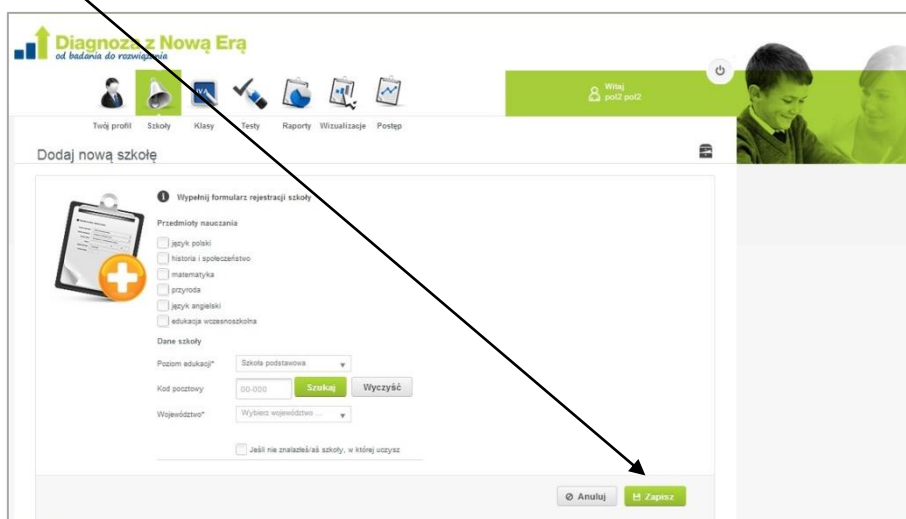 Diagnoza z Nową Erą
od badania do rozwiązania
Witaj
pol2 pol2
Twój profil Szkoły Klasy Testy Raporty Wizualizacje Postęp
Dodaj nową szkołę
Wypełnij formularz rejestracji szkoły
Przedmioty nauczania
język polski
historia i społeczeństwo
matematyka
przyroda
język angielski
edukacja wczesnoszkolna
Dane szkoły
Poziom edukacji* Szkoła podstawowa
Kod pocztowy 00-000 Szukaj Wyczyść
Województwo* Wybierz województwo ...
Jeśli nie znalazłeś/aś szkoły, w której uczysz
Anuluj Zapisz